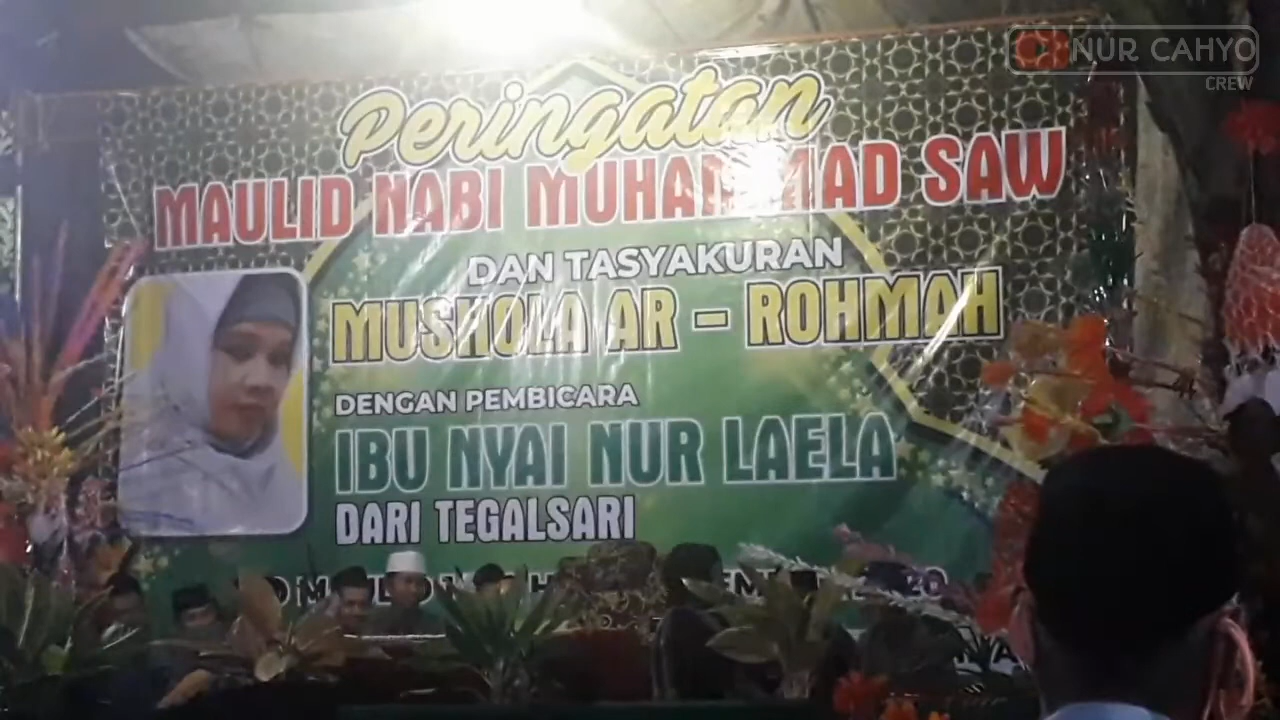 NUR CAHYO
CREW
Peringatan
MAULID NABI MUHAMMAD SAW
DAN TASYAKURAN
MUSHOLA AR - ROHMAH
DENGAN PEMBICARA
IBU NYAI NUR LAELA
DARI TEGALSARI